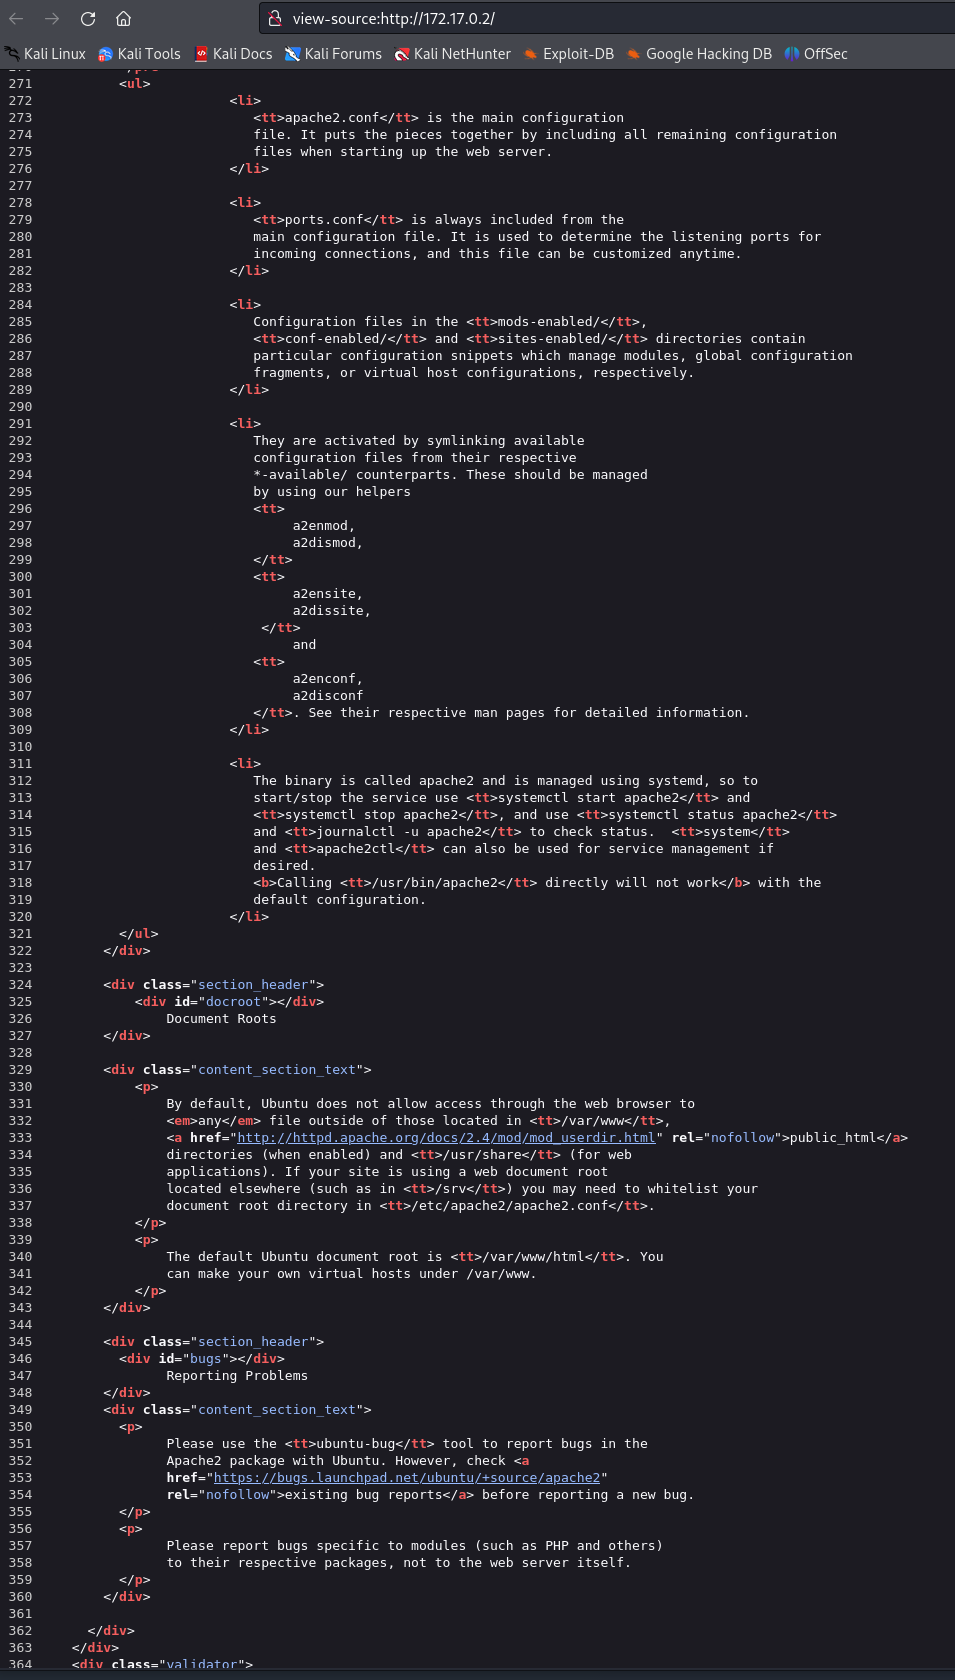 view-source:http://172.17.0.2/
Kali Linux Kali Tools Kali Docs Kali Forums Kali NetHunter Exploit-DB Google Hacking DB OffSec
271 <ul>
272 <li>
273 <tt>apache2.conf</tt> is the main configuration
274 file. It puts the pieces together by including all remaining configuration
275 files when starting up the web server.
276 </li>
277
278 <li>
279 <tt>ports.conf</tt> is always included from the
280 main configuration file. It is used to determine the listening ports for
281 incoming connections, and this file can be customized anytime.
282 </li>
283
284 <li>
285 Configuration files in the <tt>mods-enabled/</tt>,
286 <tt>conf-enabled/</tt> and <tt>sites-enabled/</tt> directories contain
287 particular configuration snippets which manage modules, global configuration
288 fragments, or virtual host configurations, respectively.
289 </li>
290
291 <li>
292 They are activated by symlinking available
293 configuration files from their respective
294 *-available/ counterparts. These should be managed
295 by using our helpers
296 <tt>
297 a2enmod,
298 a2dismod,
299 </tt>
300 <tt>
301 a2ensite,
302 a2dissite,
303 </tt>
304 and
305 <tt>
306 a2enconf,
307 a2disconf
308 </tt>. See their respective man pages for detailed information.
309 </li>
310
311 <li>
312 The binary is called apache2 and is managed using systemd, so to
313 start/stop the service use <tt>systemctl start apache2</tt> and
314 <tt>systemctl stop apache2</tt>, and use <tt>systemctl status apache2</tt>
315 and <tt>journalctl -u apache2</tt> to check status.  <tt>system</tt>
316 and <tt>apache2ctl</tt> can also be used for service management if
317 desired.
318 <b>Calling <tt>/usr/bin/apache2</tt> directly will not work</b> with the
319 default configuration.
320 </li>
321 </ul>
322 </div>
323
324 <div class="section_header">
325 <div id="docroot"></div>
326 Document Roots
327 </div>
328
329 <div class="content_section_text">
330 <p>
331 By default, Ubuntu does not allow access through the web browser to
332 <em>any</em> file outside of those located in <tt>/var/www</tt>,
333 <a href="http://httpd.apache.org/docs/2.4/mod/mod_userdir.html" rel="nofollow">public_html</a>
334 directories (when enabled) and <tt>/usr/share</tt> (for web
335 applications). If your site is using a web document root
336 located elsewhere (such as in <tt>/srv</tt>) you may need to whitelist your
337 document root directory in <tt>/etc/apache2/apache2.conf</tt>.
338 </p>
339 <p>
340 The default Ubuntu document root is <tt>/var/www/html</tt>. You
341 can make your own virtual hosts under /var/www.
342 </p>
343 </div>
344
345 <div class="section_header">
346 <div id="bugs"></div>
347 Reporting Problems
348 </div>
349 <div class="content_section_text">
350 <p>
351 Please use the <tt>ubuntu-bug</tt> tool to report bugs in the
352 Apache2 package with Ubuntu. However, check <a
353 href="https://bugs.launchpad.net/ubuntu/+source/apache2"
354 rel="nofollow">existing bug reports</a> before reporting a new bug.
355 </p>
356 <p>
357 Please report bugs specific to modules (such as PHP and others)
358 to their respective packages, not to the web server itself.
359 </p>
360 </div>
361
362 </div>
363 </div>
364 <div class="validator">